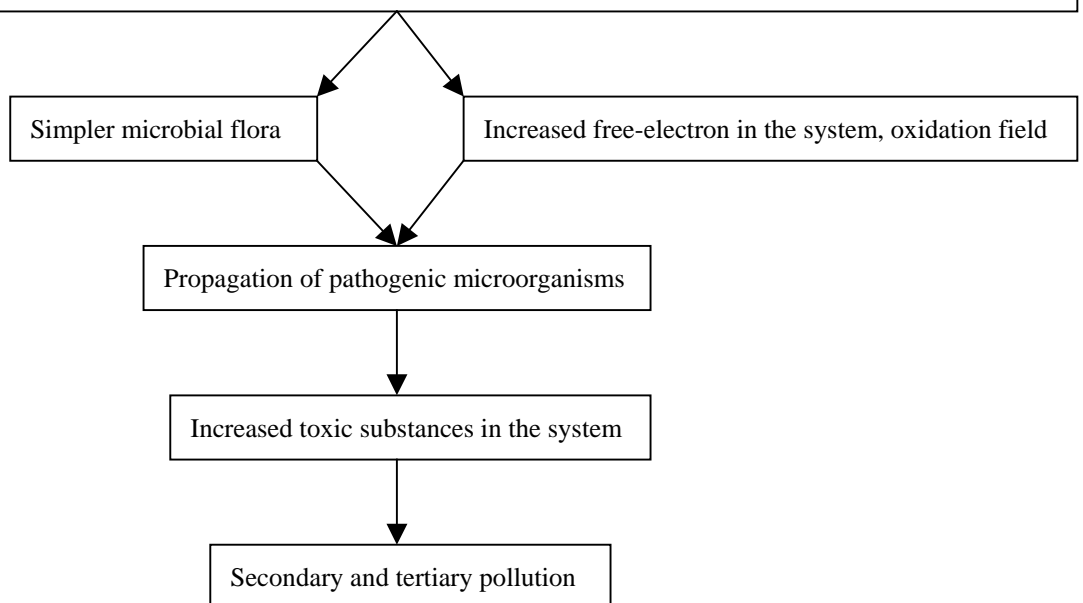 Simpler microbial flora
Increased free-electron in the system, oxidation field
Propagation of pathogenic microorganisms
Increased toxic substances in the system
Secondary and tertiary pollution